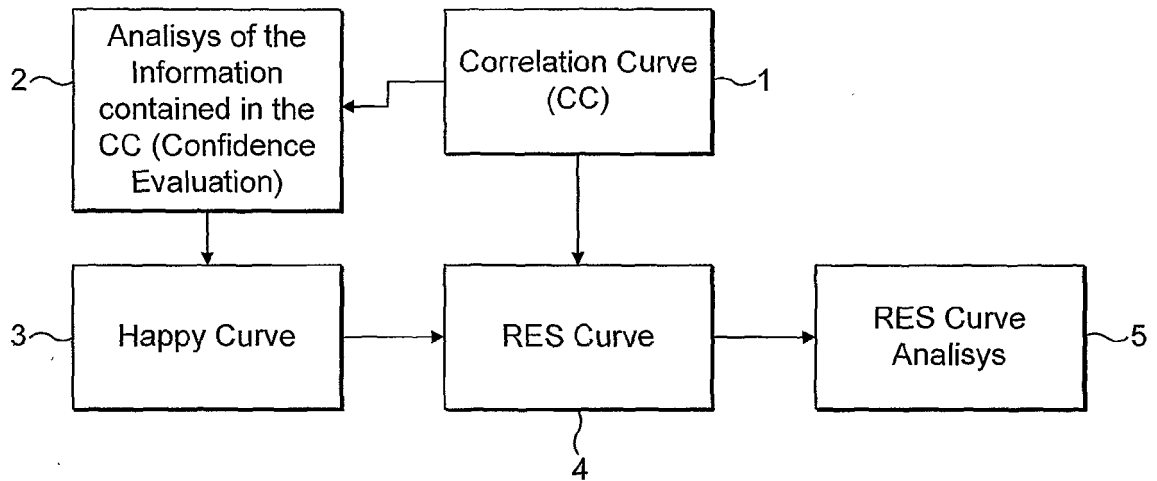 Analisys of the
Information
contained in the
CC (Confidence
Evaluation)
2
Correlation Curve
(CC)
1
3
Happy Curve
RES Curve
4
RES Curve
Analisys
5